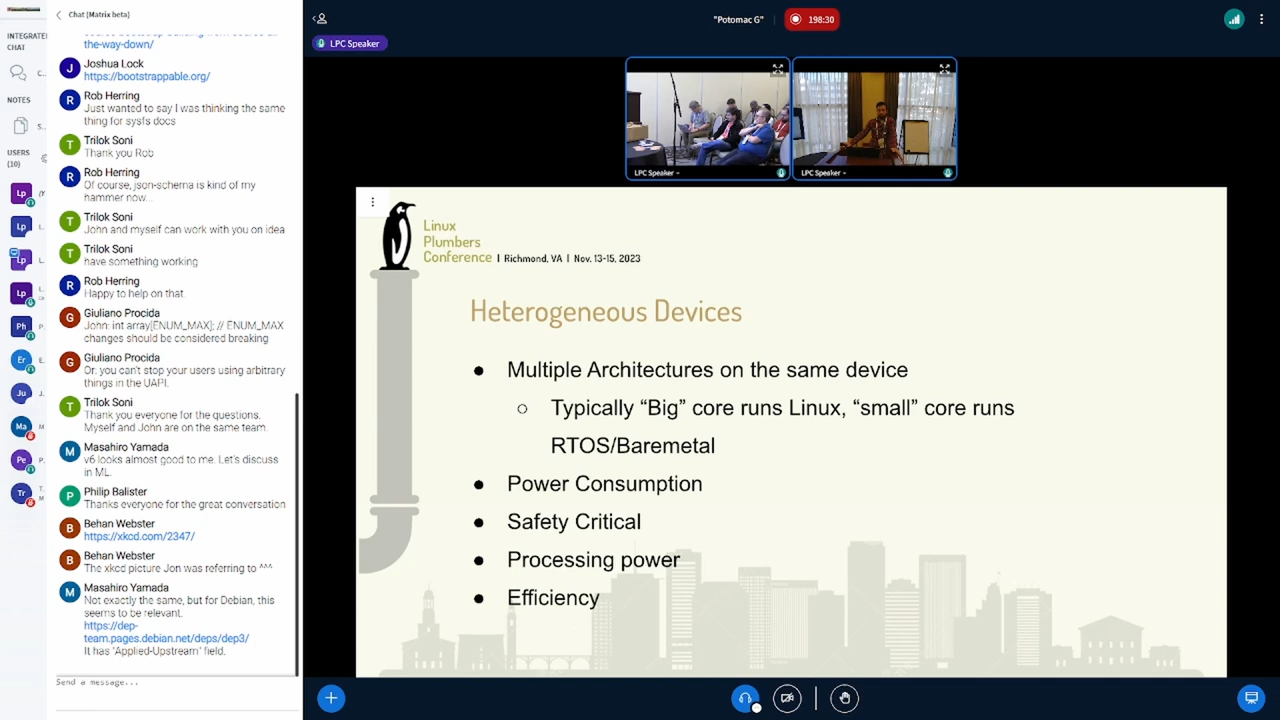 INTEGRATE
CHAT
C..
NOTES
S..
USERS
(10)
Lp
Lp
Lp
Lp
Ph
Er
Ju
Ma
Pe
Tr
Chat (Matrix beta)
the-way-down/
J
Joshua Lock
https://bootstrappable.org/
R
Rob Herring
Just wanted to say I was thinking the same
thing for sysfs docs
T
Trilok Soni
Thank you Rob
R
Rob Herring
Of course, json-schema is kind of my
hammer now...
T
Trilok Soni
John and myself can work with you on idea
T
Trilok Soni
have something working
R
Rob Herring
Happy to help on that.
G
Giuliano Procida
John: int array[ENUM_MAX]; // ENUM_MAX
changes should be considered breaking
G
Giuliano Procida
Or: you can't stop your users using arbitrary
things in the UAPI.
T
Trilok Soni
Thank you everyone for the questions.
Myself and John are on the same team.
M
Masahiro Yamada
v6 looks almost good to me. Let's discuss
in ML.
P
Philip Balister
Thanks everyone for the great conversation
B
Behan Webster
https://xkcd.com/2347/
B
Behan Webster
The xkcd picture Jon was referring to ^^^
M
Masahiro Yamada
Not exactly the same, but for Debian, this
seems to be relevant.
https://dep-
team.pages.debian.net/deps/dep3/
It has 'Applied-Upstream' field.
Send a message...
"Potomac G"
198:30
LPC Speaker
LPC Speaker
LPC Speaker
Linux
Plumbers
Conference | Richmond, VA | Nov. 13-15, 2023
Heterogeneous Devices
● Multiple Architectures on the same device
○ Typically “Big” core runs Linux, “small” core runs
RTOS/Baremetal
● Power Consumption
● Safety Critical
● Processing power
● Efficiency